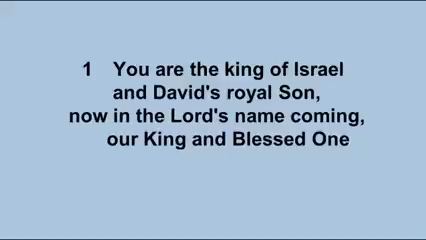 1 You are the king of Israel
and David's royal Son,
now in the Lord's name coming,
our King and Blessed One